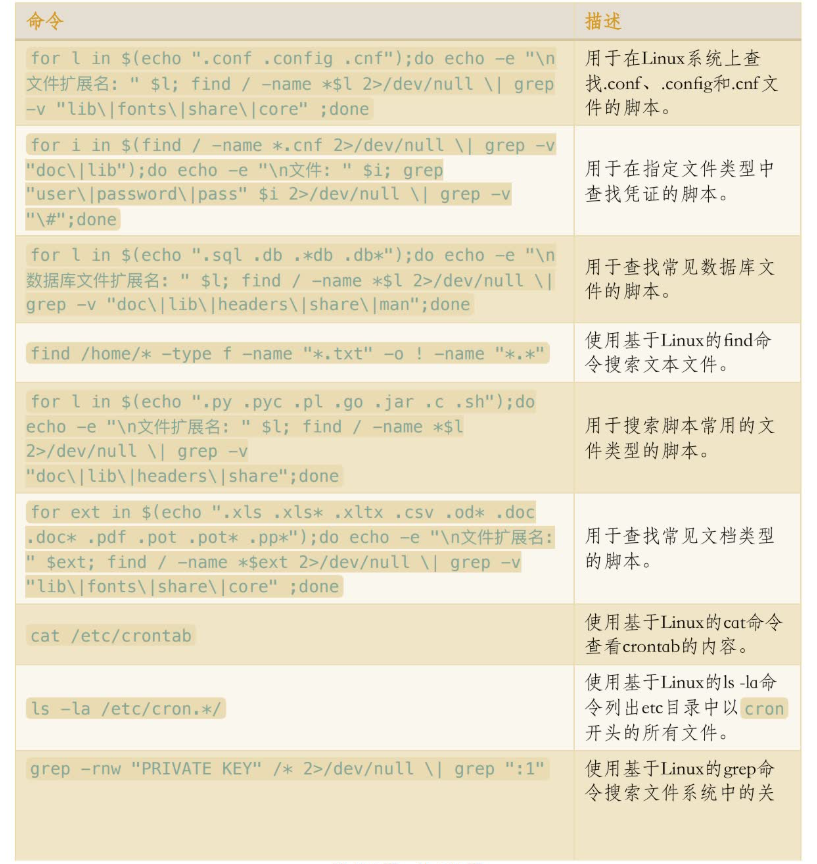 命令
描述
for l in $(echo ".conf .config .cnf");do echo -e "\n
文件扩展名: " $l; find / -name *$l 2>/dev/null \| grep
-v "lib\|fonts\|share\|core" ;done
用于在Linux系统上查
找.conf、.config和.cnf文
件的脚本。
for i in $(find / -name *.cnf 2>/dev/null \| grep -v
"doc\|lib");do echo -e "\n文件: " $i; grep
"user\|password\|pass" $i 2>/dev/null \| grep -v
"\#";done
用于在指定文件类型中
查找凭证的脚本。
for l in $(echo ".sql .db .*db .db*");do echo -e "\n
数据库文件扩展名: " $l; find / -name *$l 2>/dev/null \|
grep -v "doc\|lib\|headers\|share\|man";done
用于查找常见数据库文
件的脚本。
find /home/* -type f -name "*.txt" -o ! -name "*.*"
使用基于Linux的find命
令搜索文本文件。
for l in $(echo ".py .pyc .pl .go .jar .c .sh");do
echo -e "\n文件扩展名: " $l; find / -name *$l
2>/dev/null \| grep -v
"doc\|lib\|headers\|share";done
用于搜索脚本常用的文
件类型的脚本。
for ext in $(echo ".xls .xls* .xltx .csv .od* .doc
.doc* .pdf .pot .pot* .pp*");do echo -e "\n文件扩展名:
" $ext; find / -name *$ext 2>/dev/null \| grep -v
"lib\|fonts\|share\|core" ;done
用于查找常见文档类型
的脚本。
cat /etc/crontab
使用基于Linux的cat命令
查看crontab的内容。
ls -la /etc/cron.*/
使用基于Linux的ls -la命
令列出etc目录中以 cron
开头的所有文件。
grep -rnw "PRIVATE KEY" /* 2>/dev/null \| grep ":1"
使用基于Linux的grep命
令搜索文件系统中的关